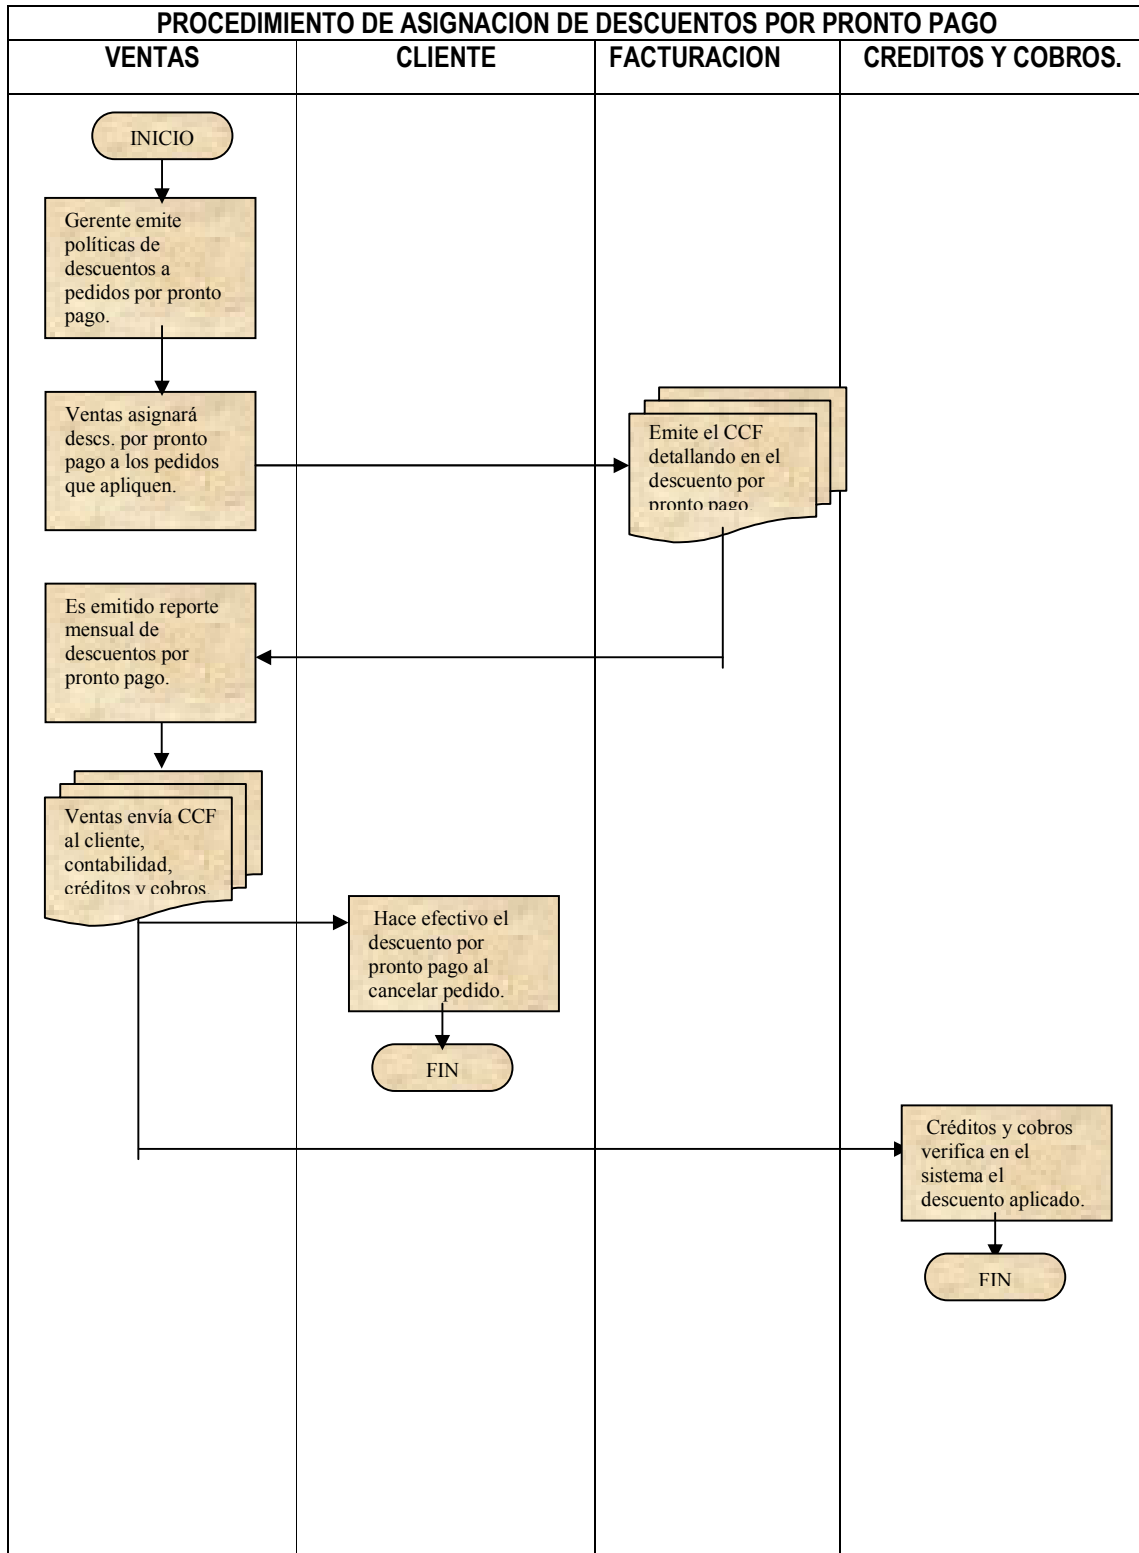 PROCEDIMIENTO DE ASIGNACION DE DESCUENTOS POR PRONTO PAGO
VENTAS
CLIENTE
FACTURACION
CREDITOS Y COBROS.
INICIO
Gerente emite
políticas de
descuentos a
pedidos por pronto
pago.
Ventas asignará
descs. por pronto
pago a los pedidos
que apliquen.
Emite el CCF
detallando en el
descuento por
pronto pago.
Es emitido reporte
mensual de
descuentos por
pronto pago.
Ventas envía CCF
al cliente,
contabilidad,
créditos y cobros.
Hace efectivo el
descuento por
pronto pago al
cancelar pedido.
FIN
Créditos y cobros
verifica en el
sistema el
descuento aplicado.
FIN